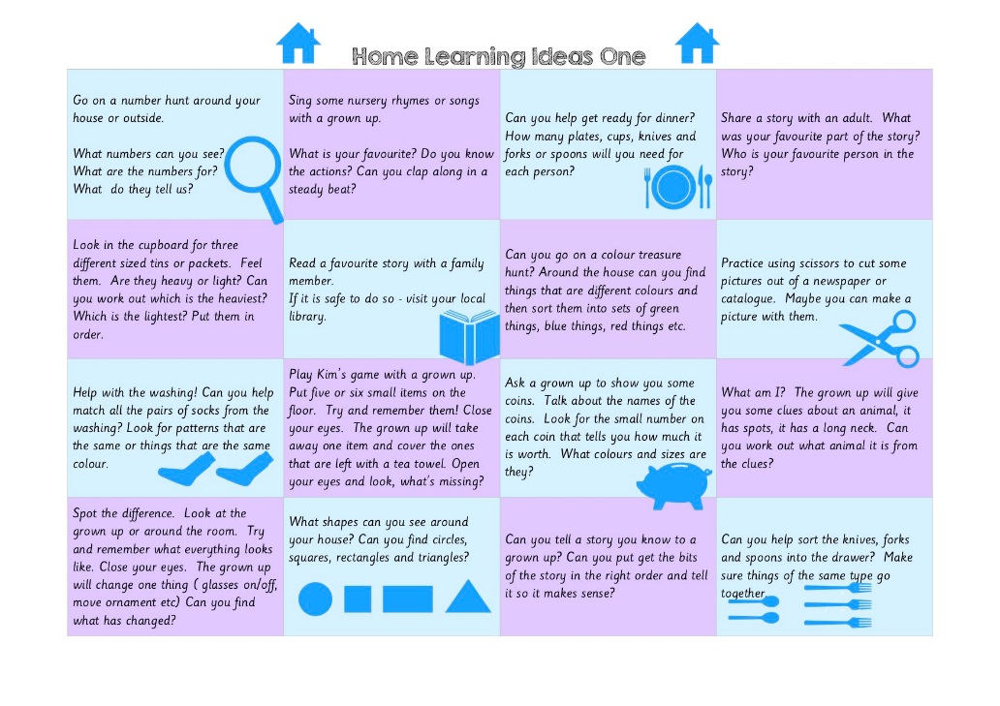 Home Learning Ideas One
Go on a number hunt around your
house or outside.
What numbers can you see?
What are the numbers for?
What do they tell us?
Sing some nursery rhymes or songs
with a grown up.
What is your favourite? Do you know
the actions? Can you clap along in a
steady beat?
Can you help get ready for dinner?
How many plates, cups, knives and
forks or spoons will you need for
each person?
Share a story with an adult. What
was your favourite part of the story?
Who is your favourite person in the
story?
Look in the cupboard for three
different sized tins or packets. Feel
them. Are they heavy or light? Can
you work out which is the heaviest?
Which is the lightest? Put them in
order.
Read a favourite story with a family
member.
If it is safe to do so - visit your local
library.
Can you go on a colour treasure
hunt? Around the house can you find
things that are different colours and
then sort them into sets of green
things, blue things, red things etc.
Practice using scissors to cut some
pictures out of a newspaper or
catalogue. Maybe you can make a
picture with them.
Help with the washing! Can you help
match all the pairs of socks from the
washing? Look for patterns that are
the same or things that are the same
colour.
Play Kim's game with a grown up.
Put five or six small items on the
floor. Try and remember them! Close
your eyes. The grown up will take
away one item and cover the ones
that are left with a tea towel. Open
your eyes and look, what's missing?
Ask a grown up to show you some
coins. Talk about the names of the
coins. Look for the small number on
each coin that tells you how much it
is worth. What colours and sizes are
they?
What am I? The grown up will give
you some clues about an animal, it
has spots, it has a long neck. Can
you work out what animal it is from
the clues?
Spot the difference. Look at the
grown up or around the room. Try
and remember what everything looks
like. Close your eyes. The grown up
will change one thing ( glasses on/off,
move ornament etc) Can you find
what has changed?
What shapes can you see around
your house? Can you find circles,
squares, rectangles and triangles?
Can you tell a story you know to a
grown up? Can you put get the bits
of the story in the right order and tell
it so it makes sense?
Can you help sort the knives, forks
and spoons into the drawer? Make
sure things of the same type go
together.